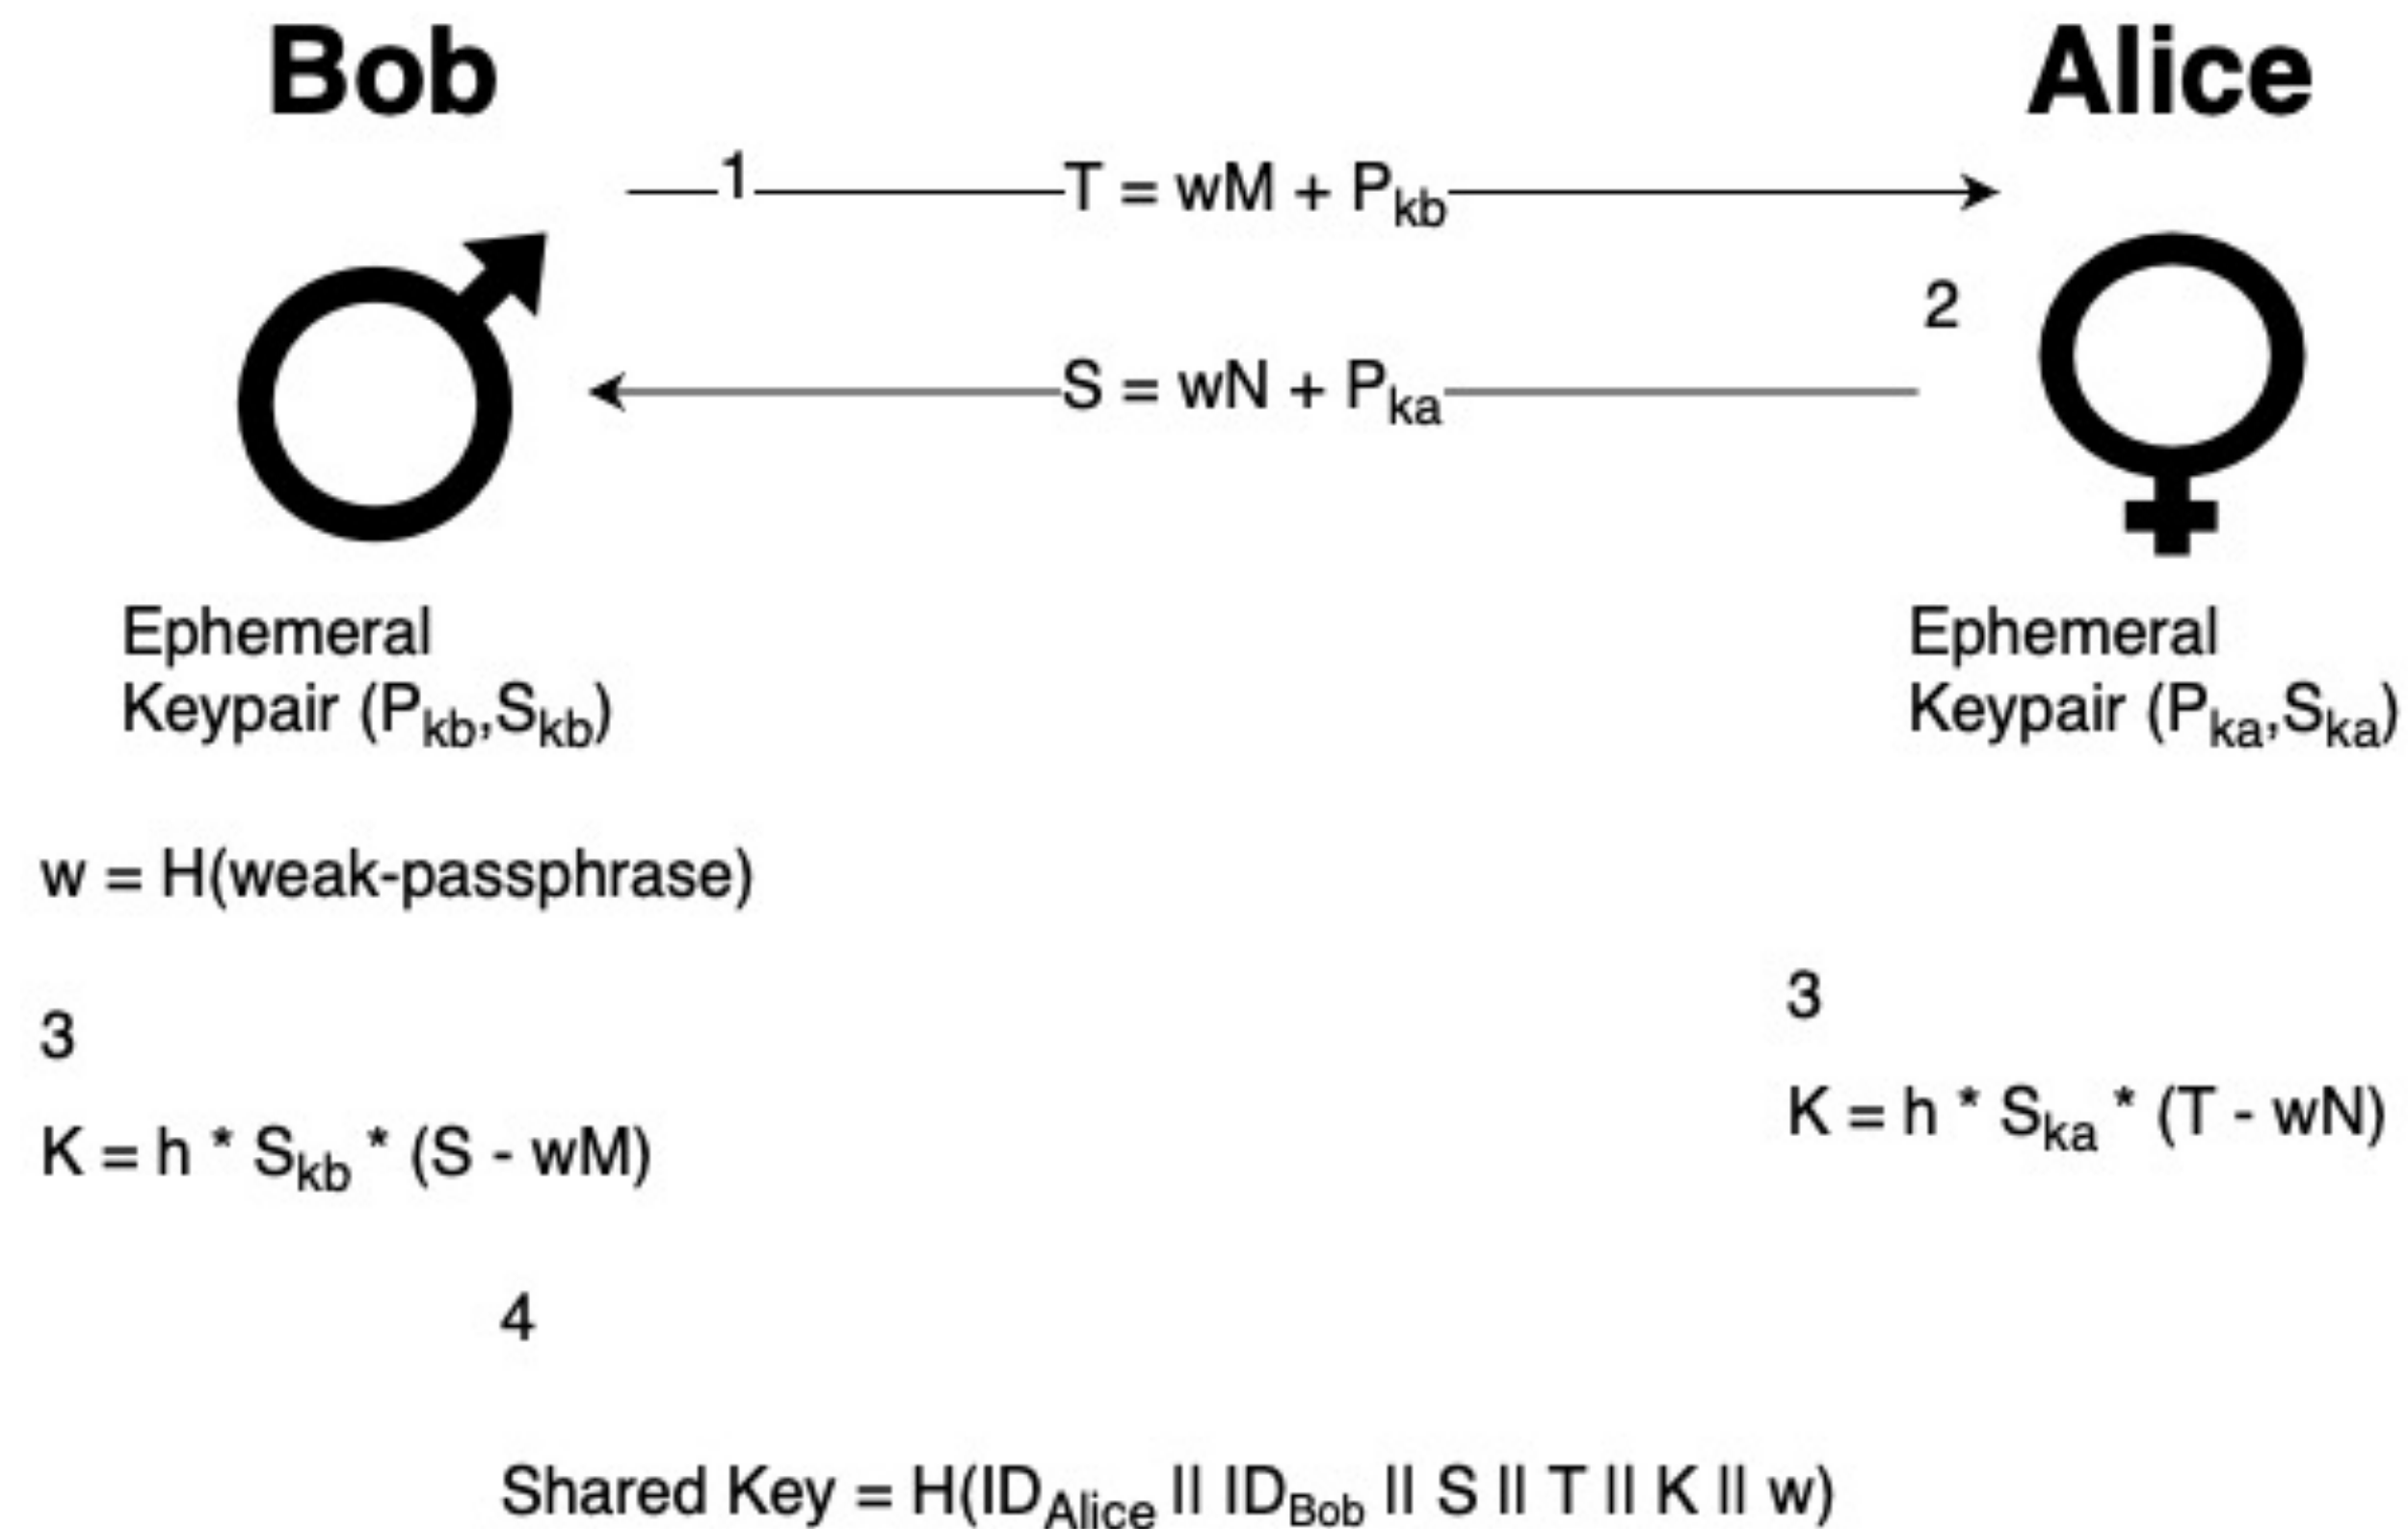 Bob
Alice
1
T = wM + Pkb
2
S = wN + Pka
Ephemeral
Keypair (Pkb,Skb)
Ephemeral
Keypair (Pka,Ska)
w = H(weak-passphrase)
3
K = h * Skb * (S - wM)
3
K = h * Ska * (T - wN)
4
Shared Key = H(IDAlice || IDBob || S || T || K || w)